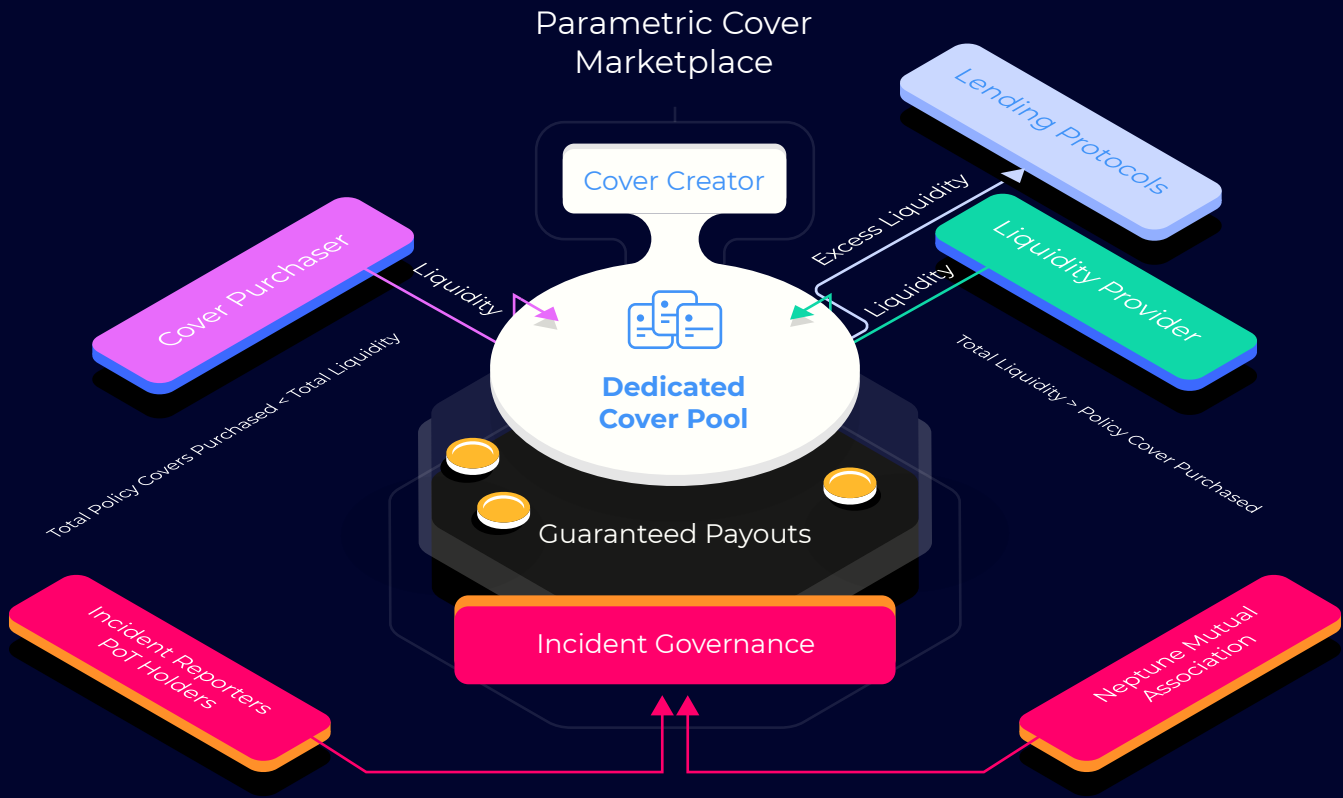 Parametric Cover
Marketplace
Lending Protocols
Cover Creator
Excess Liquidity
Cover Purchaser
Liquidity
Liquidity
Liquidity Provider
Dedicated
Cover Pool
Total Policy Covers Purchased < Total Liquidity
Total Liquidity > Policy Cover Purchased
Guaranteed Payouts
Incident Reporters
PoT Holders
Incident Governance
Neptune Mutual
Association